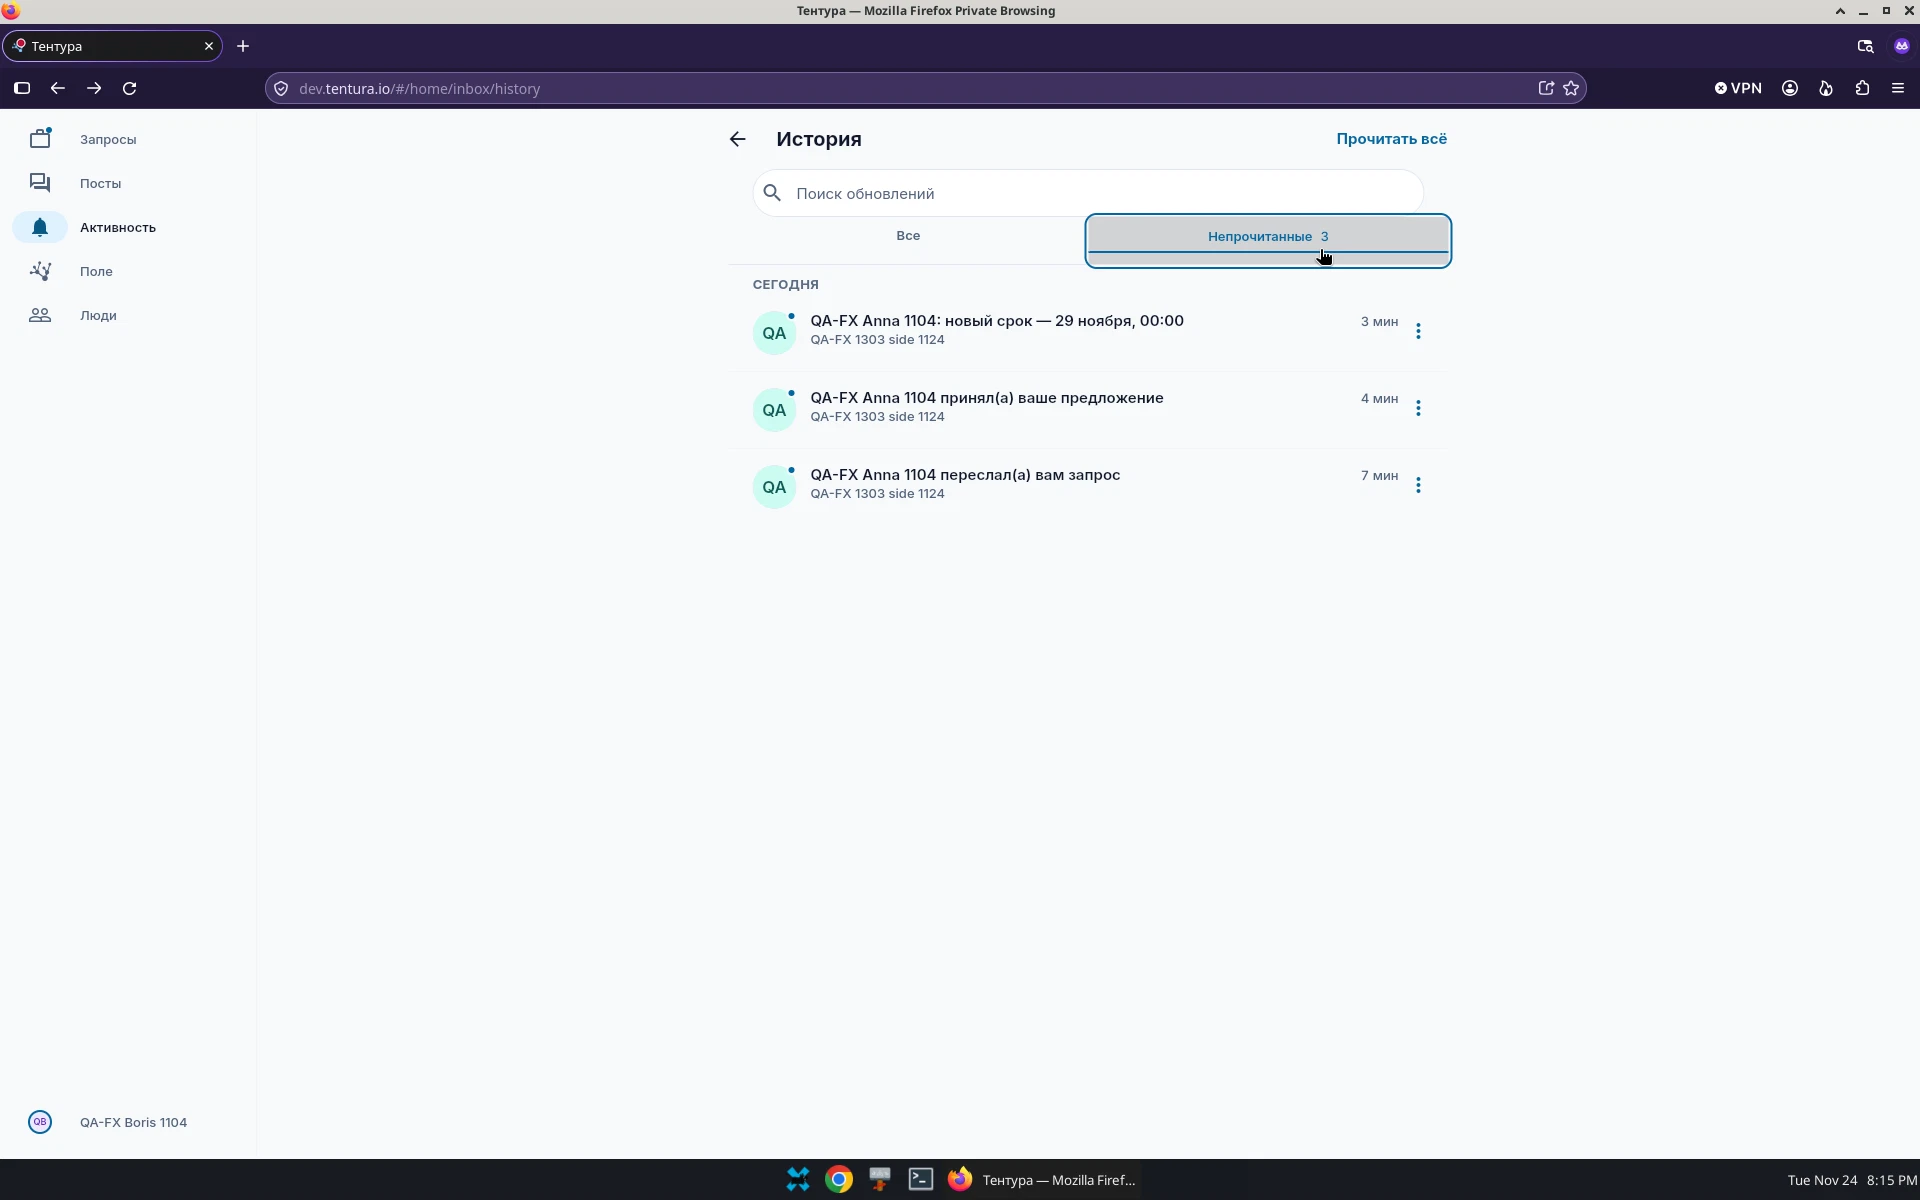 Тентура — Mozilla Firefox Private Browsing
Тентура
dev.tentura.io/#/home/inbox/history
VPN
Запросы
Посты
Активность
Поле
Люди
История
Прочитать всё
Поиск обновлений
Все
Непрочитанные 3
СЕГОДНЯ
QA
QA-FX Anna 1104: новый срок — 29 ноября, 00:00
3 мин
QA-FX 1303 side 1124
QA
QA-FX Anna 1104 принял(а) ваше предложение
4 мин
QA-FX 1303 side 1124
QA
QA-FX Anna 1104 переслал(а) вам запрос
7 мин
QA-FX 1303 side 1124
QB
QA-FX Boris 1104
Тентура — Mozilla Firef...
Tue Nov 24 8:15 PM